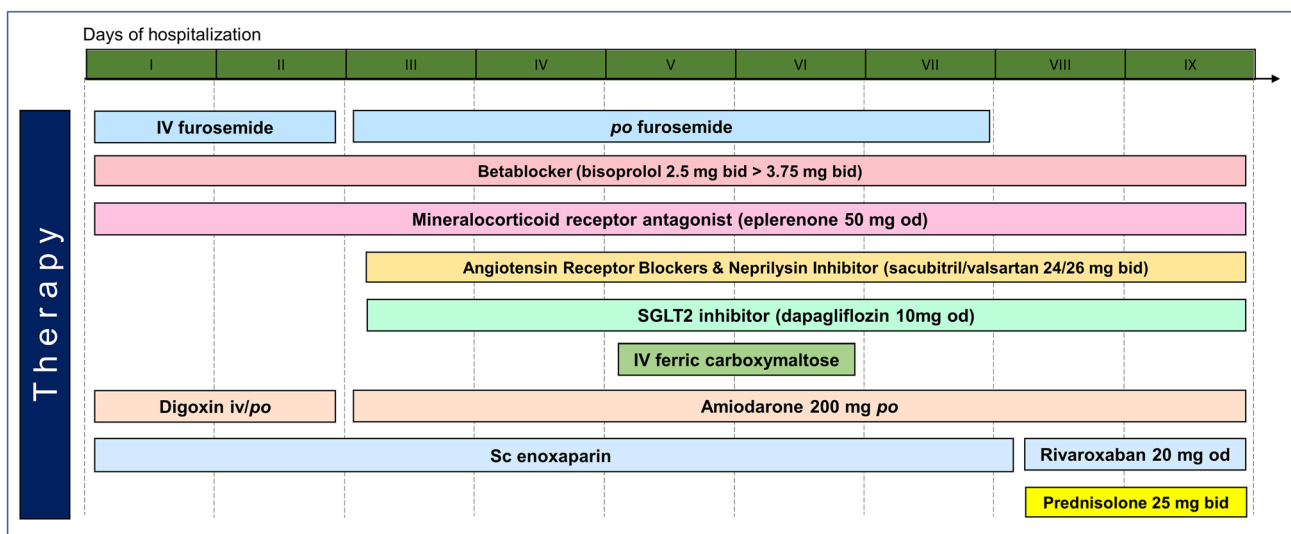 Days of hospitalization
I II III IV V VI VII VIII IX
Therapy
IV furosemide po furosemide
Betablocker (bisoprolol 2.5 mg bid > 3.75 mg bid)
Mineralocorticoid receptor antagonist (eplerenone 50 mg od)
Angiotensin Receptor Blockers & Neprilysin Inhibitor (sacubitril/valsartan 24/26 mg bid)
SGLT2 inhibitor (dapagliflozin 10mg od)
IV ferric carboxymaltose
Digoxin iv/po Amiodarone 200 mg po
Sc enoxaparin Rivaroxaban 20 mg od
Prednisolone 25 mg bid